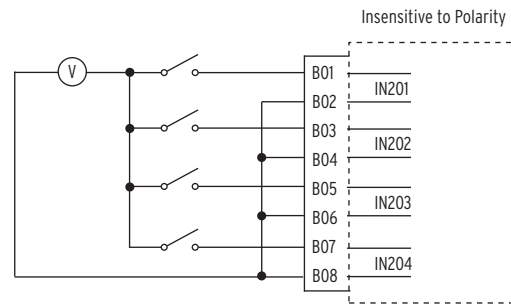 Insensitive to Polarity
V
B01
IN201
B02
B03
IN202
B04
B05
IN203
B06
B07
IN204
B08